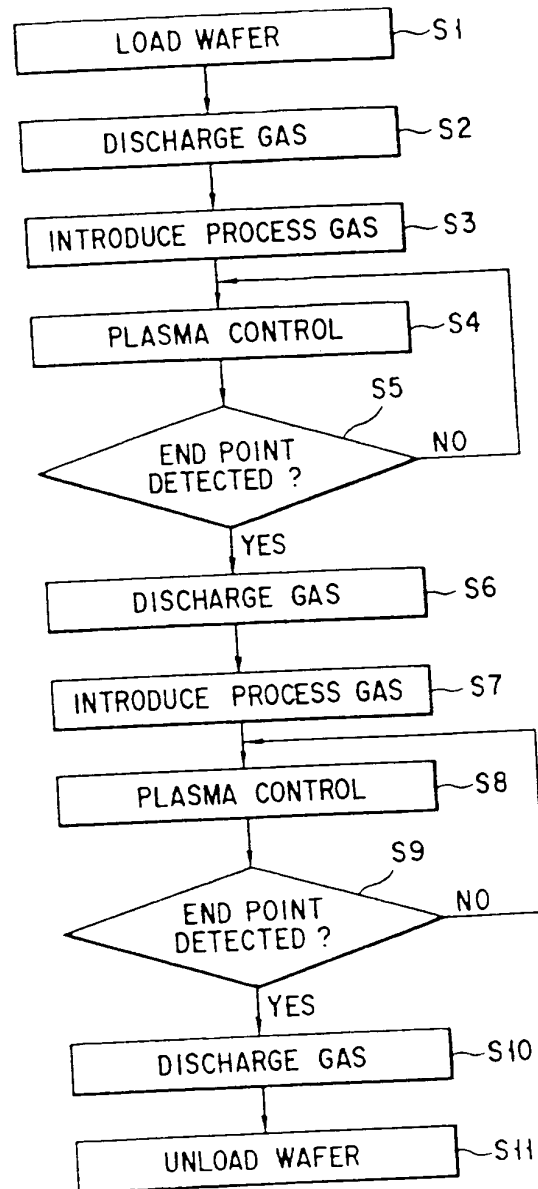 LOAD WAFER S1
DISCHARGE GAS S2
INTRODUCE PROCESS GAS S3
PLASMA CONTROL S4
S5
END POINT NO
DETECTED ?
YES
DISCHARGE GAS S6
INTRODUCE PROCESS GAS S7
PLASMA CONTROL S8
S9
END POINT NO
DETECTED ?
YES
DISCHARGE GAS S10
UNLOAD WAFER S11